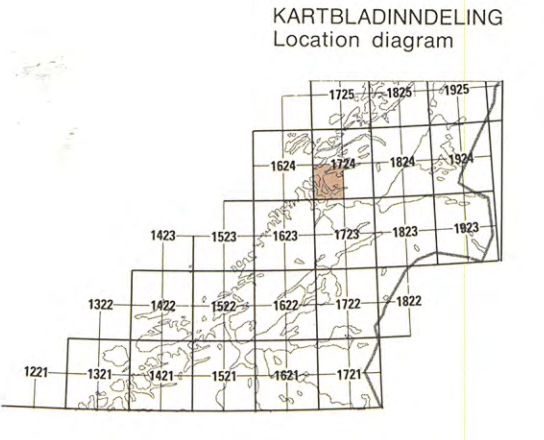 KARTBLADINNDELING
Location diagram
1725 1825 1925
1624 1724 1824 1924
1423 1523 1623 1723 1823 1923
1322 1422 1522 1622 1722 1822
1221 1321 1421 1521 1621 1721